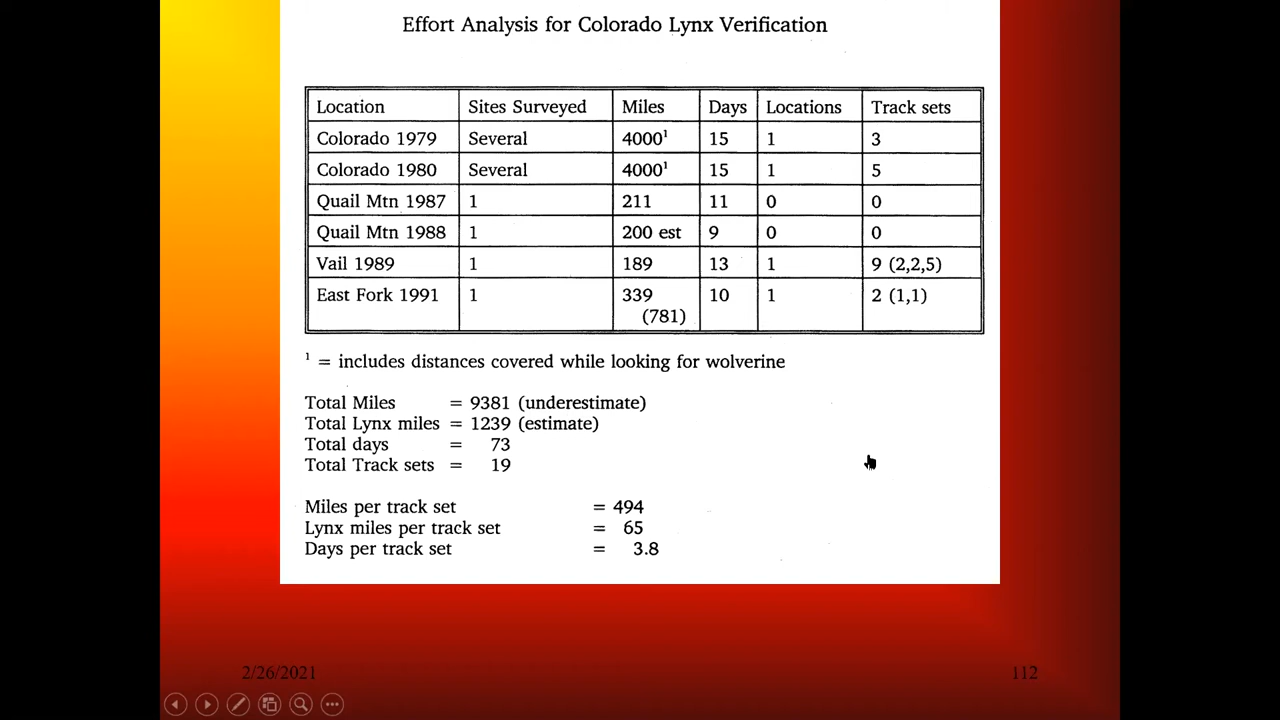 Effort Analysis for Colorado Lynx Verification
Location Sites Surveyed Miles Days Locations Track sets
Colorado 1979 Several 4000¹ 15 1 3
Colorado 1980 Several 4000¹ 15 1 5
Quail Mtn 1987 1 211 11 0 0
Quail Mtn 1988 1 200 est 9 0 0
Vail 1989 1 189 13 1 9 (2,2,5)
East Fork 1991 1 339 10 1 2 (1,1)
(781)
¹ = includes distances covered while looking for wolverine
Total Miles = 9381 (underestimate)
Total Lynx miles = 1239 (estimate)
Total days = 73
Total Track sets = 19
Miles per track set = 494
Lynx miles per track set = 65
Days per track set = 3.8
2/26/2021 112